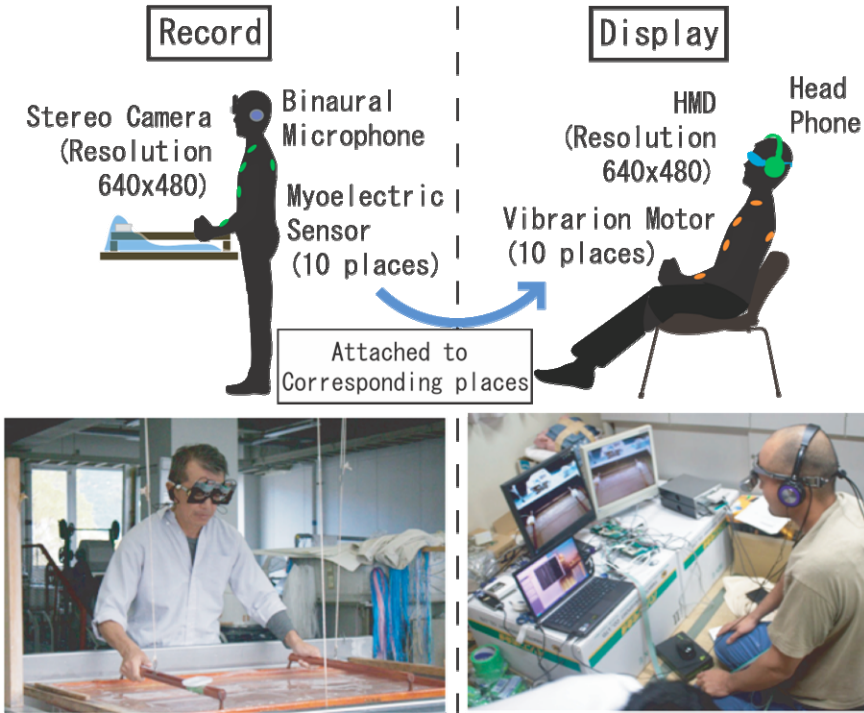 Record
Stereo Camera
(Resolution
640x480)
Binaural
Microphone
Myoelectric
Sensor
(10 places)
Display
HMD
(Resolution
640x480)
Head
Phone
Vibrarion Motor
(10 places)
Attached to
Corresponding places